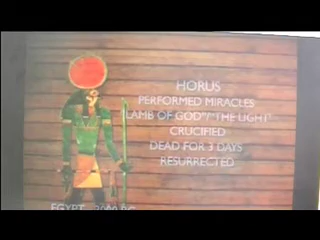 HORUS
PERFORMED MIRACLES
"LAMB OF GOD"/"THE LIGHT"
CRUCIFIED
DEAD FOR 3 DAYS
RESURRECTED
EGYPT